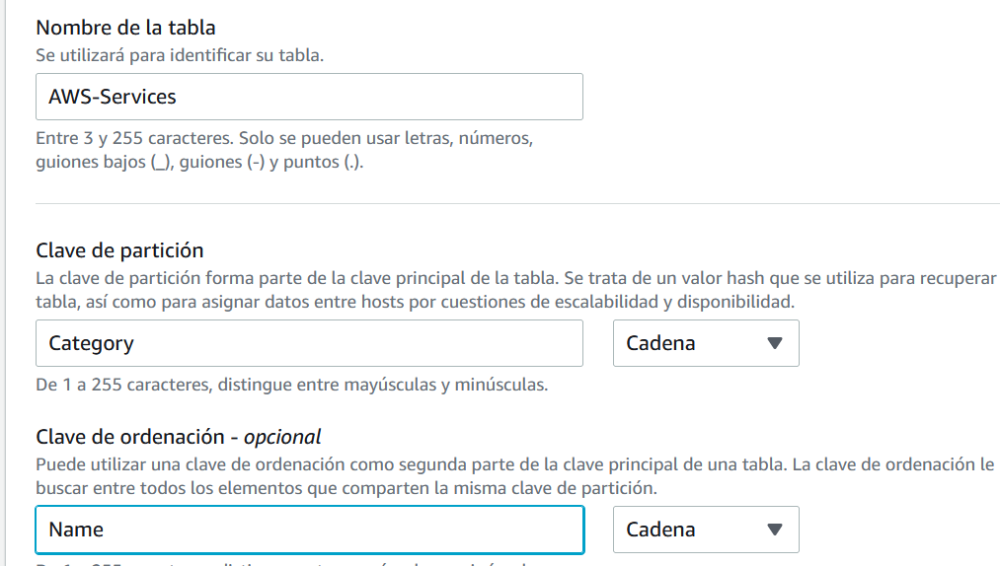 Nombre de la tabla
Se utilizará para identificar su tabla.
AWS-Services
Entre 3 y 255 caracteres. Solo se pueden usar letras, números,
guiones bajos (_), guiones (-) y puntos (.).
Clave de partición
La clave de partición forma parte de la clave principal de la tabla. Se trata de un valor hash que se utiliza para recuperar
tabla, así como para asignar datos entre hosts por cuestiones de escalabilidad y disponibilidad.
Category
Cadena
De 1 a 255 caracteres, distingue entre mayúsculas y minúsculas.
Clave de ordenación - opcional
Puede utilizar una clave de ordenación como segunda parte de la clave principal de una tabla. La clave de ordenación le
buscar entre todos los elementos que comparten la misma clave de partición.
Name
Cadena